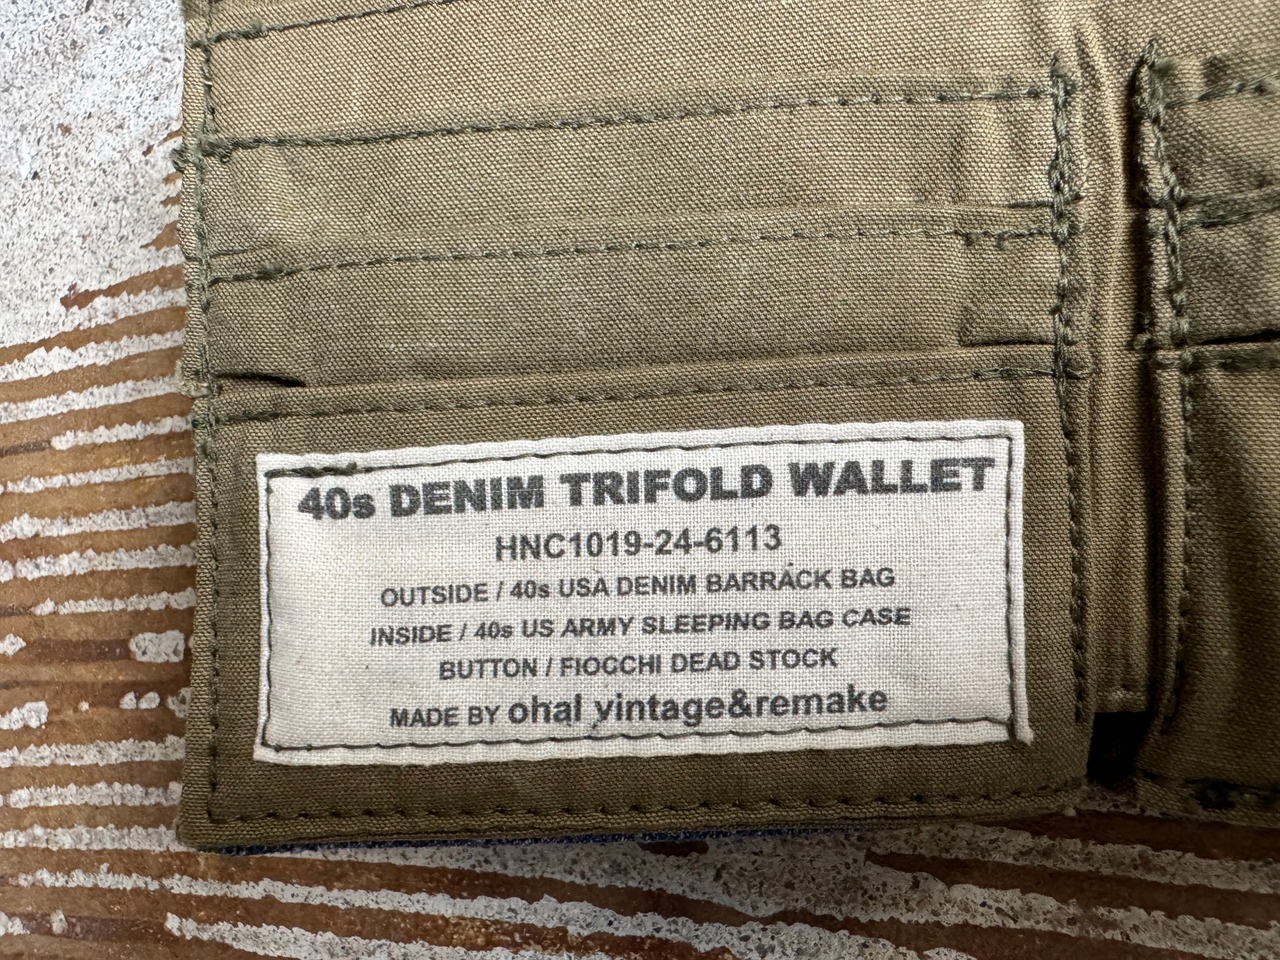 40s DENIM TRIFOLD WALLET
HNC1019-24-6113
OUTSIDE / 40s USA DENIM BARRACK BAG
INSIDE / 40s US ARMY SLEEPING BAG CASE
BUTTON / FIOCCHI DEAD STOCK
MADE BY ohal vintage&remake